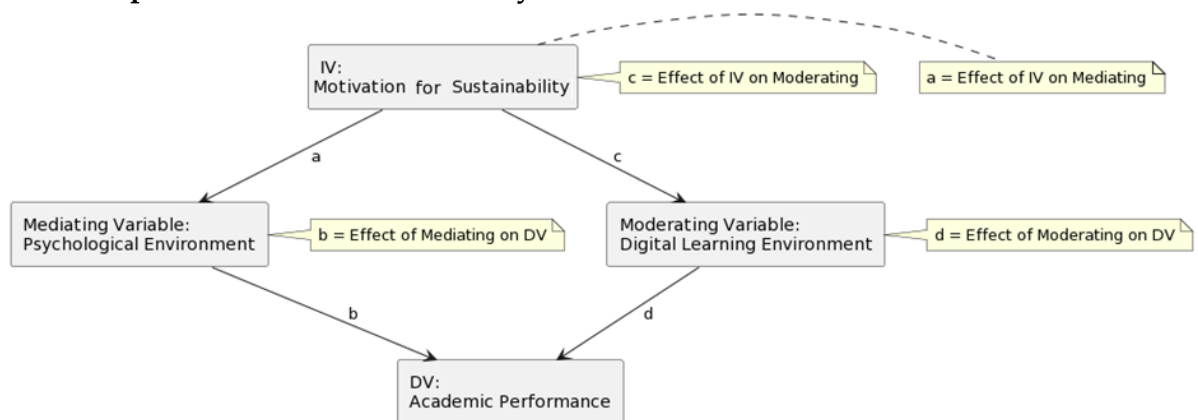 IV:
Motivation for Sustainability
c = Effect of IV on Moderating
a = Effect of IV on Mediating
a
c
Mediating Variable:
Psychological Environment
b = Effect of Mediating on DV
Moderating Variable:
Digital Learning Environment
d = Effect of Moderating on DV
b
d
DV:
Academic Performance